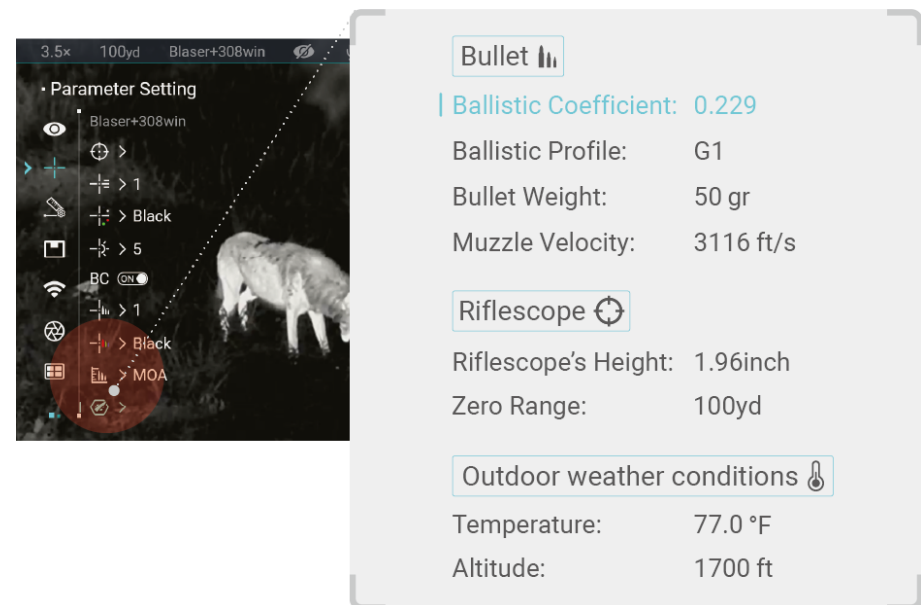 3.5× 100yd Blaser+308win
Parameter Setting
Blaser+308win
>
> 1
> Black
> 5
BC ON
> 1
> Black
> MOA
>
Bullet
Ballistic Coefficient: 0.229
Ballistic Profile: G1
Bullet Weight: 50 gr
Muzzle Velocity: 3116 ft/s
Riflescope
Riflescope's Height: 1.96inch
Zero Range: 100yd
Outdoor weather conditions
Temperature: 77.0 °F
Altitude: 1700 ft